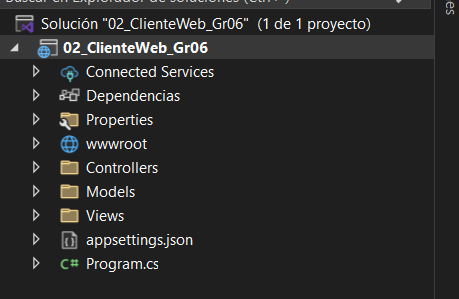 Solución "02_ClienteWeb_Gr06" (1 de 1 proyecto)
02_ClienteWeb_Gr06
Connected Services
Dependencias
Properties
wwwroot
Controllers
Models
Views
appsettings.json
C# Program.cs